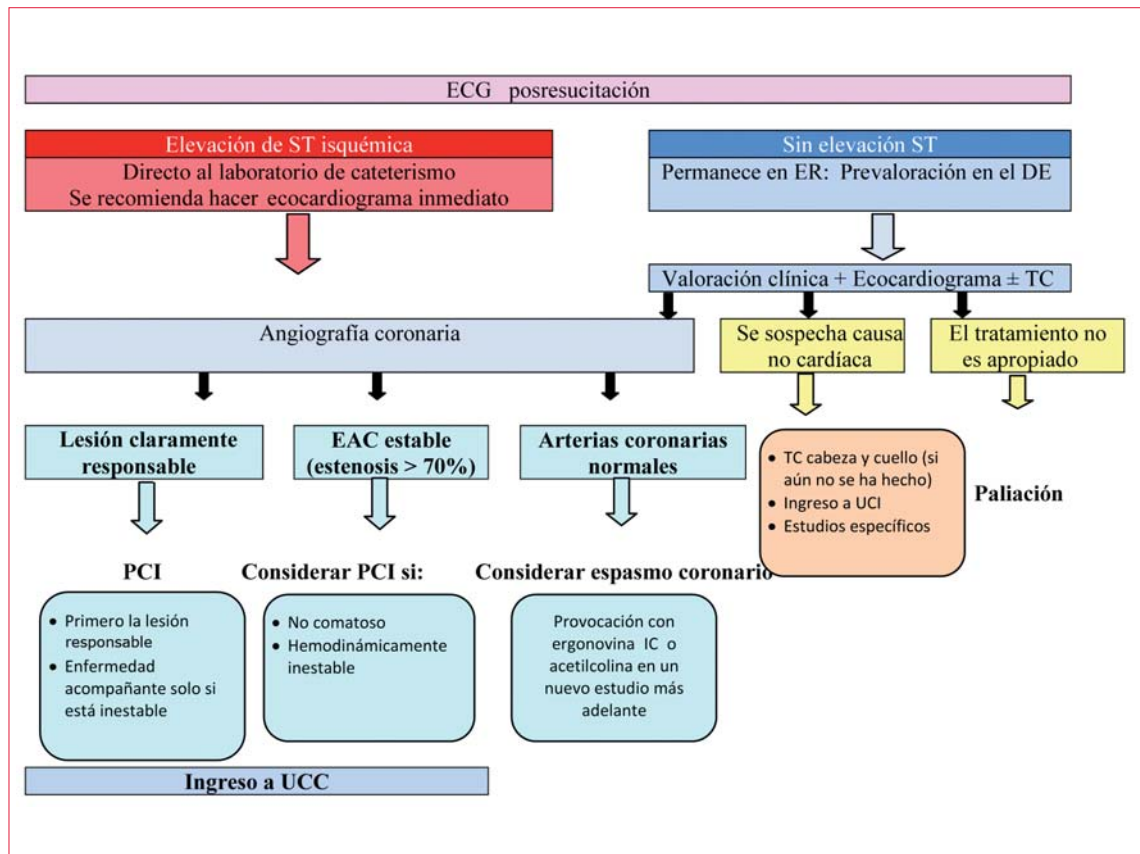 ECG posresucitación
Elevación de ST isquémica
Directo al laboratorio de cateterismo
Se recomienda hacer ecocardiograma inmediato
Sin elevación ST
Permanece en ER: Prevaloración en el DE
Valoración clínica + Ecocardiograma ± TC
Angiografía coronaria
Se sospecha causa
no cardíaca
El tratamiento no
es apropiado
Lesión claramente
responsable
EAC estable
(estenosis > 70%)
Arterias coronarias
normales
• TC cabeza y cuello (si
aún no se ha hecho)
• Ingreso a UCI
• Estudios específicos
Paliación
PCI
• Primero la lesión
responsable
• Enfermedad
acompañante solo si
está inestable
Considerar PCI si:
• No comatoso
• Hemodinámicamente
inestable
Considerar espasmo coronario
Provocación con
ergonovina IC o
acetilcolina en un
nuevo estudio más
adelante
Ingreso a UCC